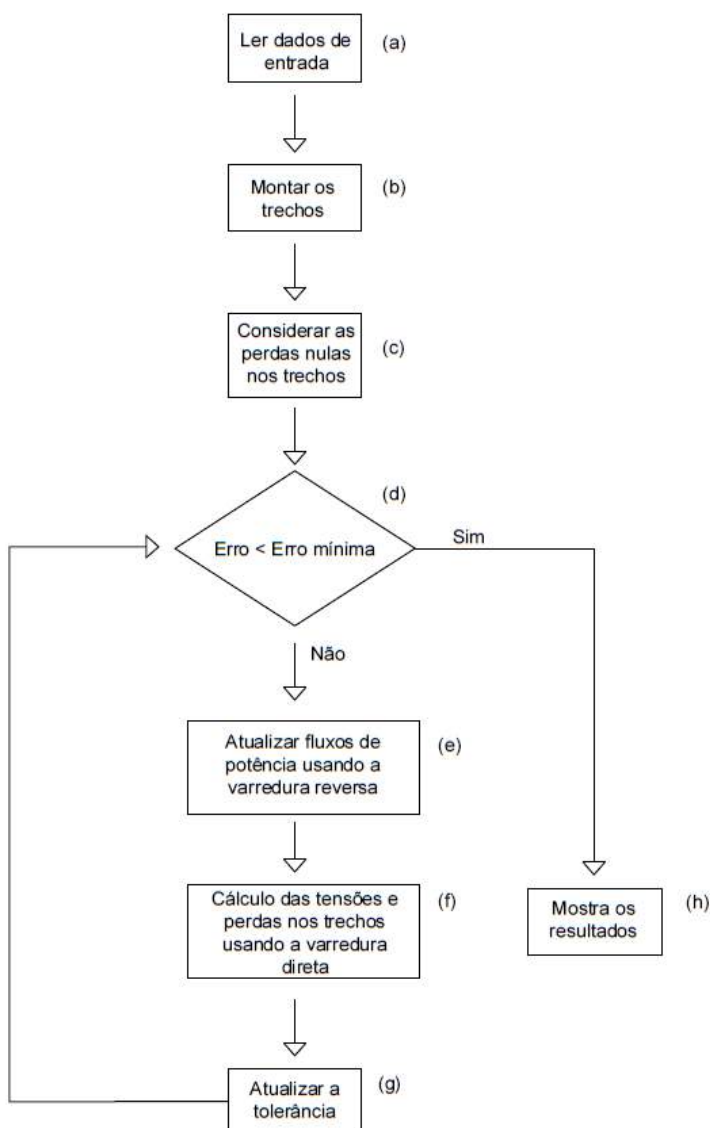 Ler dados de
entrada
(a)
Montar os
trechos
(b)
Considerar as
perdas nulas
nos trechos
(c)
(d)
Erro < Erro mínima
Sim
Não
Atualizar fluxos de
potência usando a
varredura reversa
(e)
Cálculo das tensões e
perdas nos trechos
usando a varredura
direta
(f)
Mostra os
resultados
(h)
Atualizar a
tolerância
(g)